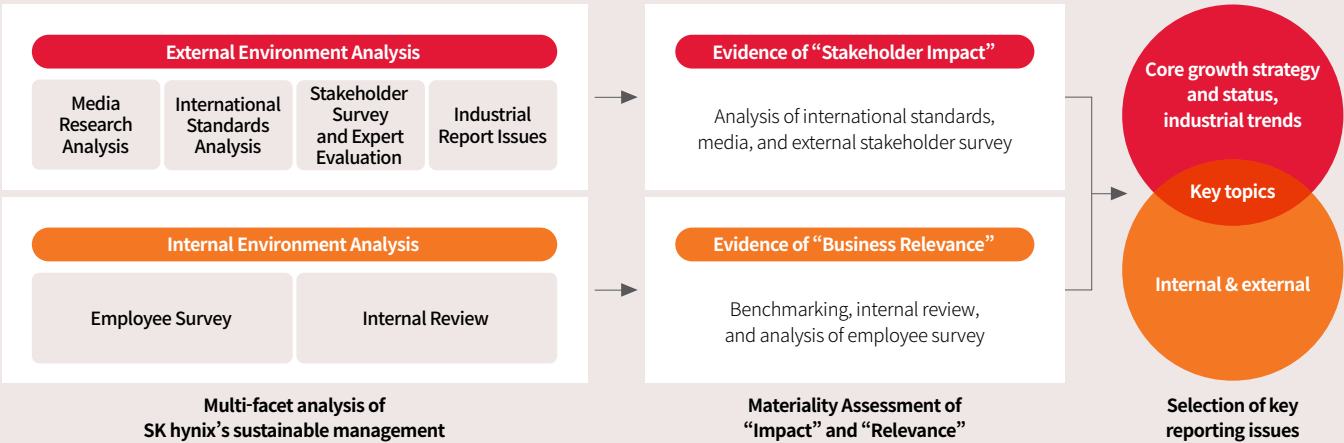 External Environment Analysis
Media
Research
Analysis
International
Standards
Analysis
Stakeholder
Survey
and Expert
Evaluation
Industrial
Report Issues
Internal Environment Analysis
Employee Survey
Internal Review
Multi-facet analysis of
SK hynix’s sustainable management
Evidence of “Stakeholder Impact”
Analysis of international standards,
media, and external stakeholder survey
Evidence of “Business Relevance”
Benchmarking, internal review,
and analysis of employee survey
Materiality Assessment of
“Impact” and “Relevance”
Core growth strategy
and status,
industrial trends
Key topics
Internal & external
Selection of key
reporting issues